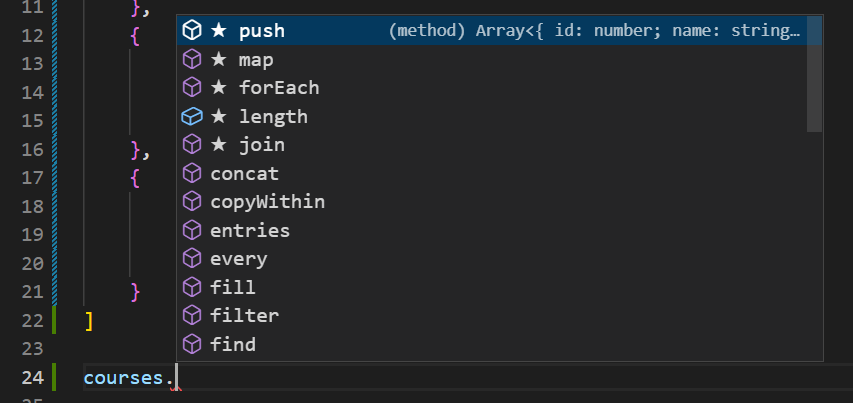 11 },
12 {
13
14
15
16 },
17 {
18
19
20
21 }
22 ]
23
24 courses.
25
★ push (method) Array<{ id: number; name: string…
★ map
★ forEach
★ length
★ join
concat
copyWithin
entries
every
fill
filter
find